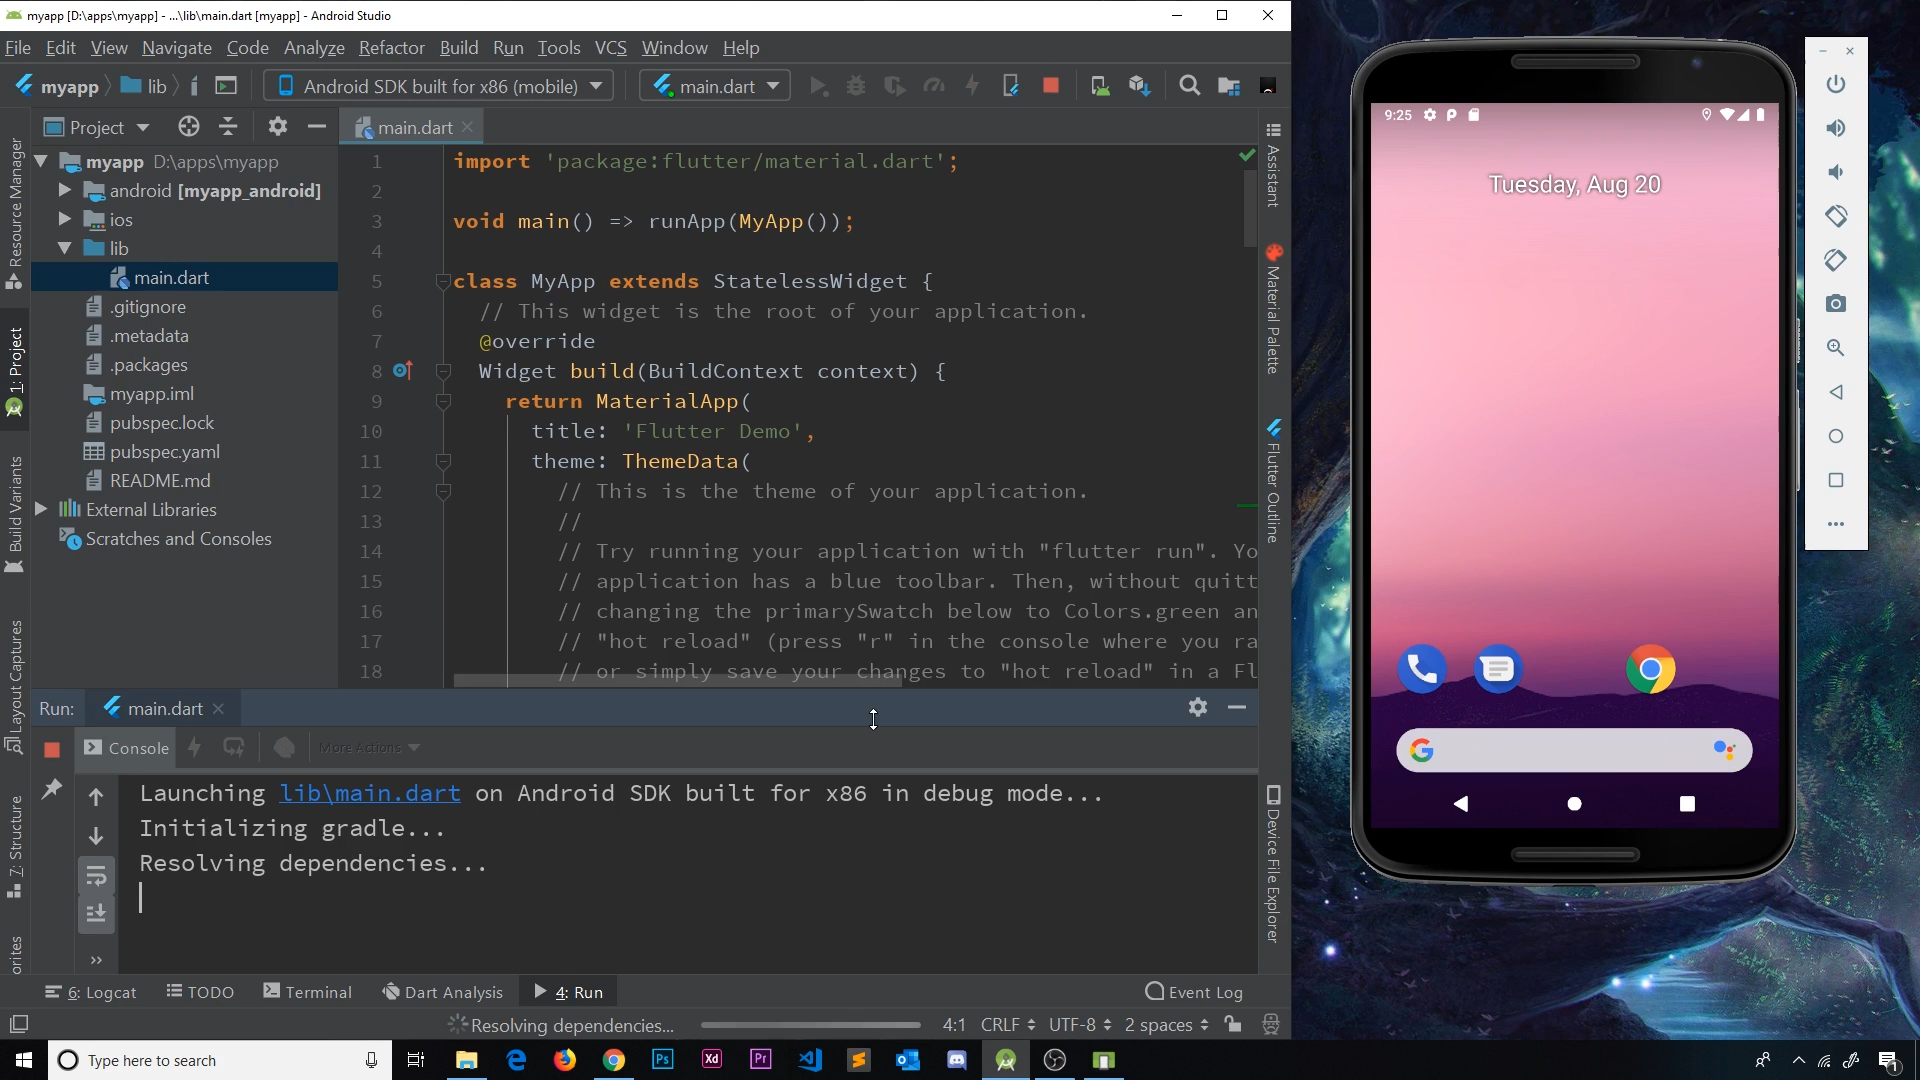 myapp [D:\apps\myapp] - ...\lib\main.dart [myapp] - Android Studio
File Edit View Navigate Code Analyze Refactor Build Run Tools VCS Window Help
myapp lib Android SDK built for x86 (mobile) main.dart
Project main.dart
myapp D:\apps\myapp
android [myapp_android]
ios
lib
main.dart
.gitignore
.metadata
.packages
myapp.iml
pubspec.lock
pubspec.yaml
README.md
External Libraries
Scratches and Consoles
Resource Manager
1: Project
Build Variants
Layout Captures
7: Structure
orites
1 import 'package:flutter/material.dart';
2
3 void main() => runApp(MyApp());
4
5 class MyApp extends StatelessWidget {
6 // This widget is the root of your application.
7 @override
8 Widget build(BuildContext context) {
9 return MaterialApp(
10 title: 'Flutter Demo',
11 theme: ThemeData(
12 // This is the theme of your application.
13 //
14 // Try running your application with "flutter run". Yo
15 // application has a blue toolbar. Then, without quitt
16 // changing the primarySwatch below to Colors.green an
17 // "hot reload" (press "r" in the console where you ra
18 // or simply save your changes to "hot reload" in a Fl
Assistant
Material Palette
Flutter Outline
Device File Explorer
Run: main.dart
Console More Actions
Launching lib\main.dart on Android SDK built for x86 in debug mode...
Initializing gradle...
Resolving dependencies...
6: Logcat TODO Terminal Dart Analysis 4: Run Event Log
Resolving dependencies... 4:1 CRLF UTF-8 2 spaces
Type here to search
Ps Xd Pr
1
9:25
Tuesday, Aug 20